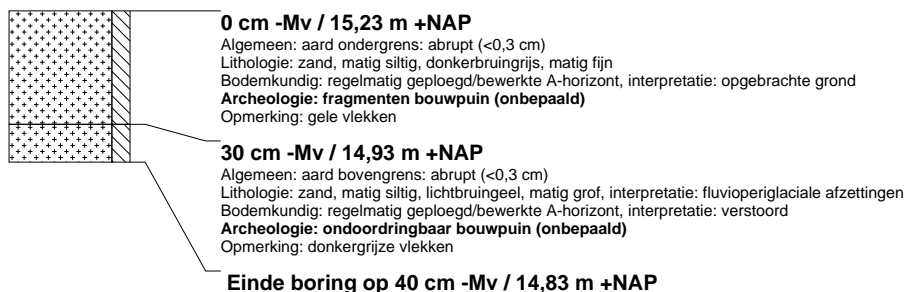 0 cm -Mv / 15,23 m +NAP
Algemeen: aard ondergrens: abrupt (<0,3 cm)
Lithologie: zand, matig siltig, donkerbruingrijs, matig fijn
Bodemkundig: regelmatig geploegd/bewerkte A-horizont, interpretatie: opgebrachte grond
Archeologie: fragmenten bouwpuin (onbepaald)
Opmerking: gele vlekken
30 cm -Mv / 14,93 m +NAP
Algemeen: aard bovengrens: abrupt (<0,3 cm)
Lithologie: zand, matig siltig, lichtbruingeel, matig grof, interpretatie: fluvioperiglaciale afzettingen
Bodemkundig: regelmatig geploegd/bewerkte A-horizont, interpretatie: verstoord
Archeologie: ondoordringbaar bouwpuin (onbepaald)
Opmerking: donkergrijze vlekken
Einde boring op 40 cm -Mv / 14,83 m +NAP